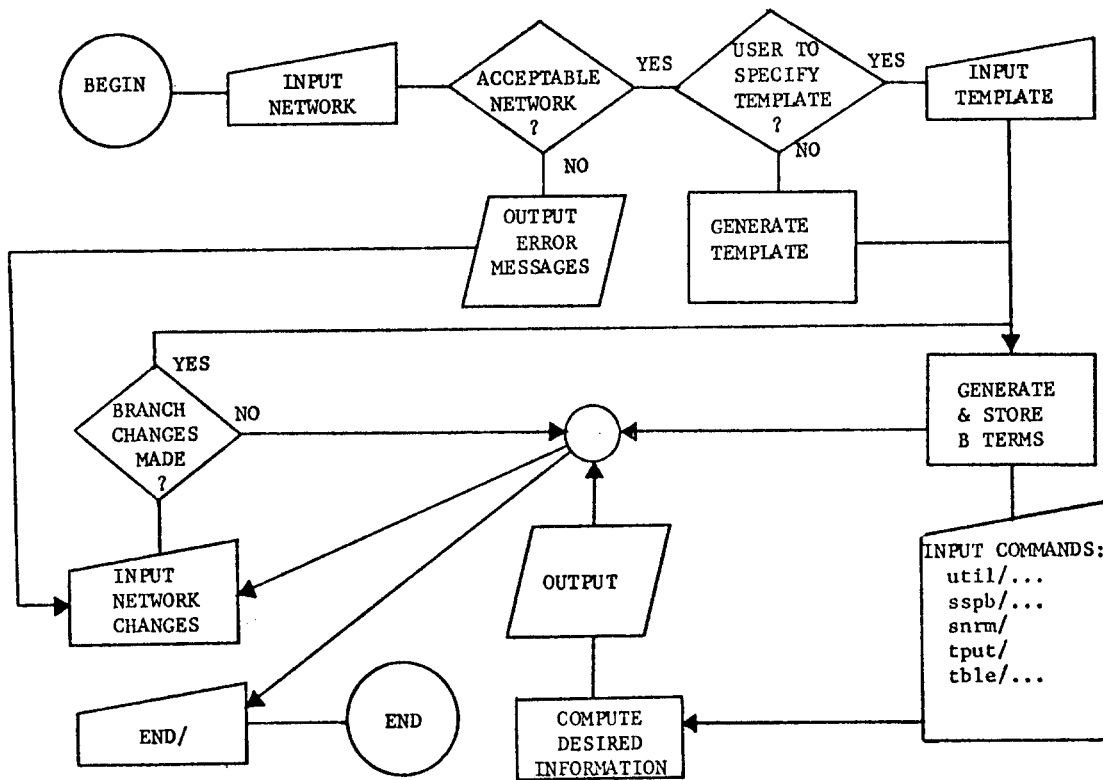 BEGIN
INPUT
NETWORK
ACCEPTABLE
NETWORK
?
YES
NO
USER TO
SPECIFY
TEMPLATE
?
YES
NO
INPUT
TEMPLATE
OUTPUT
ERROR
MESSAGES
GENERATE
TEMPLATE
YES
BRANCH
CHANGES
MADE
?
NO
GENERATE
& STORE
B TERMS
INPUT
NETWORK
CHANGES
OUTPUT
INPUT COMMANDS:
util/...
sspb/...
snrm/
tput/
tble/...
END/
END
COMPUTE
DESIRED
INFORMATION